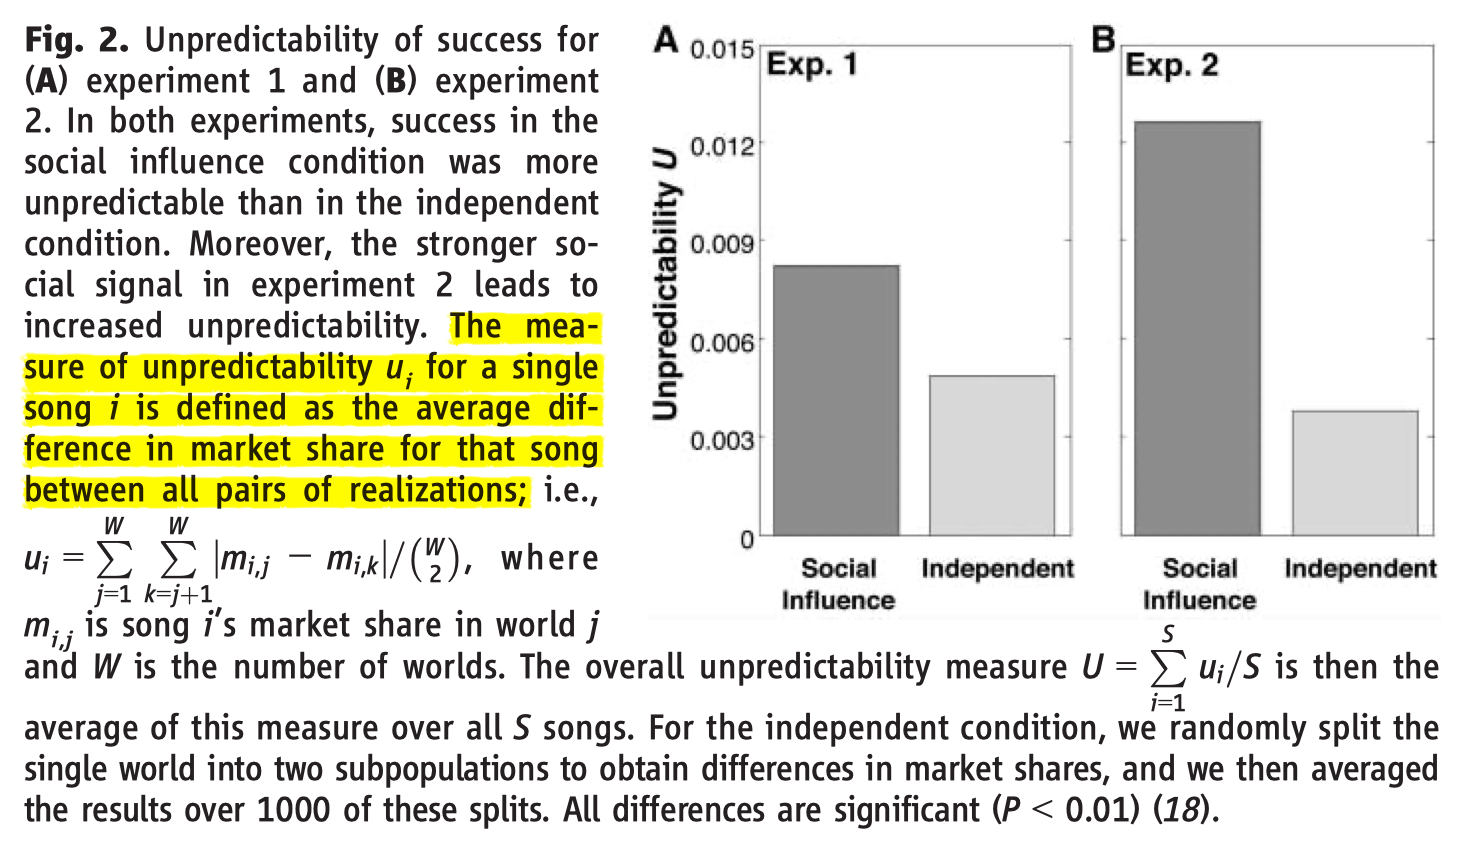 Fig. 2. Unpredictability of success for
(A) experiment 1 and (B) experiment
2. In both experiments, success in the
social influence condition was more
unpredictable than in the independent
condition. Moreover, the stronger so-
cial signal in experiment 2 leads to
increased unpredictability. The mea-
sure of unpredictability u_i for a single
song i is defined as the average dif-
ference in market share for that song
between all pairs of realizations; i.e.,
u_i = ∑_{j=1}^{W} ∑_{k=j+1}^{W} |m_{i,j} − m_{i,k}|/(W 2), where
m_{i,j} is song i's market share in world j
and W is the number of worlds. The overall unpredictability measure U = ∑_{i=1}^{S} u_i/S is then the
average of this measure over all S songs. For the independent condition, we randomly split the
single world into two subpopulations to obtain differences in market shares, and we then averaged
the results over 1000 of these splits. All differences are significant (P < 0.01) (18).
A
Exp. 1
Unpredictability U
0.015
0.012
0.009
0.006
0.003
0
Social
Influence
Independent
B
Exp. 2
Social
Influence
Independent